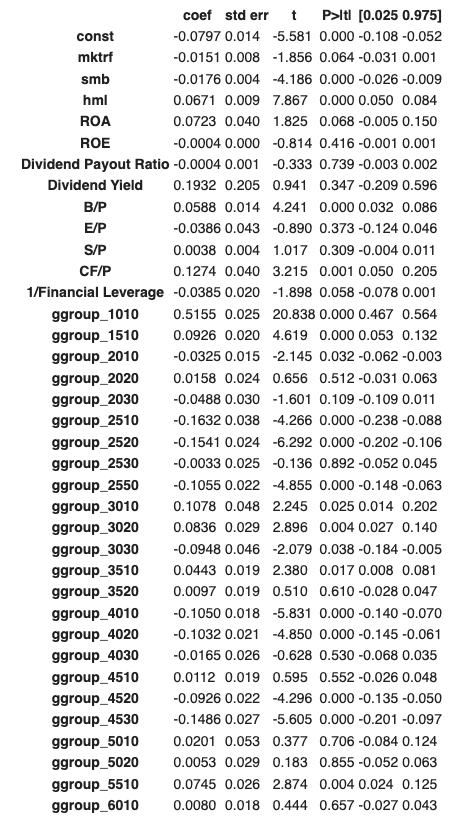 coef std err t P>|t| [0.025 0.975]
const -0.0797 0.014 -5.581 0.000 -0.108 -0.052
mktrf -0.0151 0.008 -1.856 0.064 -0.031 0.001
smb -0.0176 0.004 -4.186 0.000 -0.026 -0.009
hml 0.0671 0.009 7.867 0.000 0.050 0.084
ROA 0.0723 0.040 1.825 0.068 -0.005 0.150
ROE -0.0004 0.000 -0.814 0.416 -0.001 0.001
Dividend Payout Ratio -0.0004 0.001 -0.333 0.739 -0.003 0.002
Dividend Yield 0.1932 0.205 0.941 0.347 -0.209 0.596
B/P 0.0588 0.014 4.241 0.000 0.032 0.086
E/P -0.0386 0.043 -0.890 0.373 -0.124 0.046
S/P 0.0038 0.004 1.017 0.309 -0.004 0.011
CF/P 0.1274 0.040 3.215 0.001 0.050 0.205
1/Financial Leverage -0.0385 0.020 -1.898 0.058 -0.078 0.001
ggroup_1010 0.5155 0.025 20.838 0.000 0.467 0.564
ggroup_1510 0.0926 0.020 4.619 0.000 0.053 0.132
ggroup_2010 -0.0325 0.015 -2.145 0.032 -0.062 -0.003
ggroup_2020 0.0158 0.024 0.656 0.512 -0.031 0.063
ggroup_2030 -0.0488 0.030 -1.601 0.109 -0.109 0.011
ggroup_2510 -0.1632 0.038 -4.266 0.000 -0.238 -0.088
ggroup_2520 -0.1541 0.024 -6.292 0.000 -0.202 -0.106
ggroup_2530 -0.0033 0.025 -0.136 0.892 -0.052 0.045
ggroup_2550 -0.1055 0.022 -4.855 0.000 -0.148 -0.063
ggroup_3010 0.1078 0.048 2.245 0.025 0.014 0.202
ggroup_3020 0.0836 0.029 2.896 0.004 0.027 0.140
ggroup_3030 -0.0948 0.046 -2.079 0.038 -0.184 -0.005
ggroup_3510 0.0443 0.019 2.380 0.017 0.008 0.081
ggroup_3520 0.0097 0.019 0.510 0.610 -0.028 0.047
ggroup_4010 -0.1050 0.018 -5.831 0.000 -0.140 -0.070
ggroup_4020 -0.1032 0.021 -4.850 0.000 -0.145 -0.061
ggroup_4030 -0.0165 0.026 -0.628 0.530 -0.068 0.035
ggroup_4510 0.0112 0.019 0.595 0.552 -0.026 0.048
ggroup_4520 -0.0926 0.022 -4.296 0.000 -0.135 -0.050
ggroup_4530 -0.1486 0.027 -5.605 0.000 -0.201 -0.097
ggroup_5010 0.0201 0.053 0.377 0.706 -0.084 0.124
ggroup_5020 0.0053 0.029 0.183 0.855 -0.052 0.063
ggroup_5510 0.0745 0.026 2.874 0.004 0.024 0.125
ggroup_6010 0.0080 0.018 0.444 0.657 -0.027 0.043